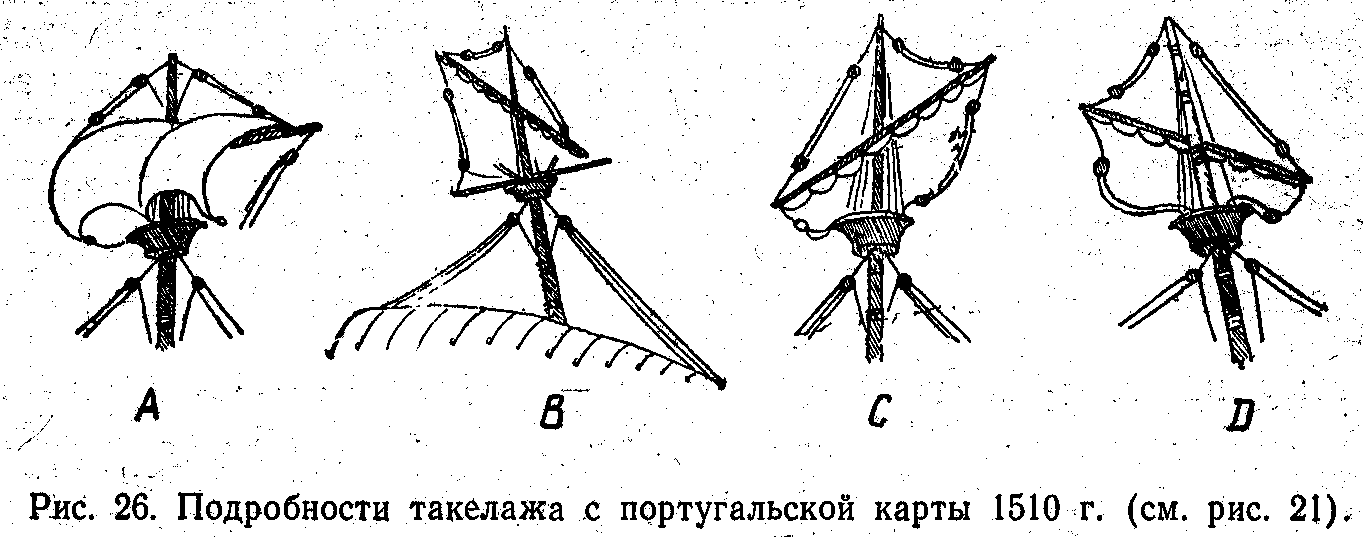 A B C D
Рис. 26. Подробности такелажа с португальской карты 1510 г. (см. рис. 21).